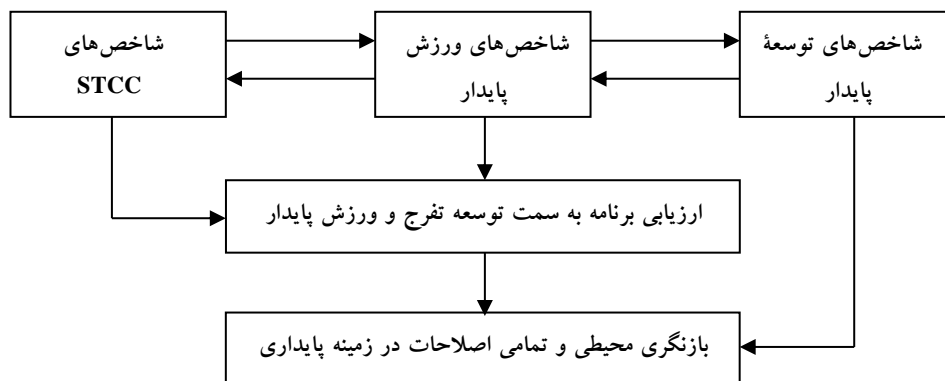 شاخص‌های توسعهٔ
پایدار
شاخص‌های ورزش
پایدار
شاخص‌های
STCC
ارزیابی برنامه به سمت توسعه تفرج و ورزش پایدار
بازنگری محیطی و تمامی اصلاحات در زمینه پایداری